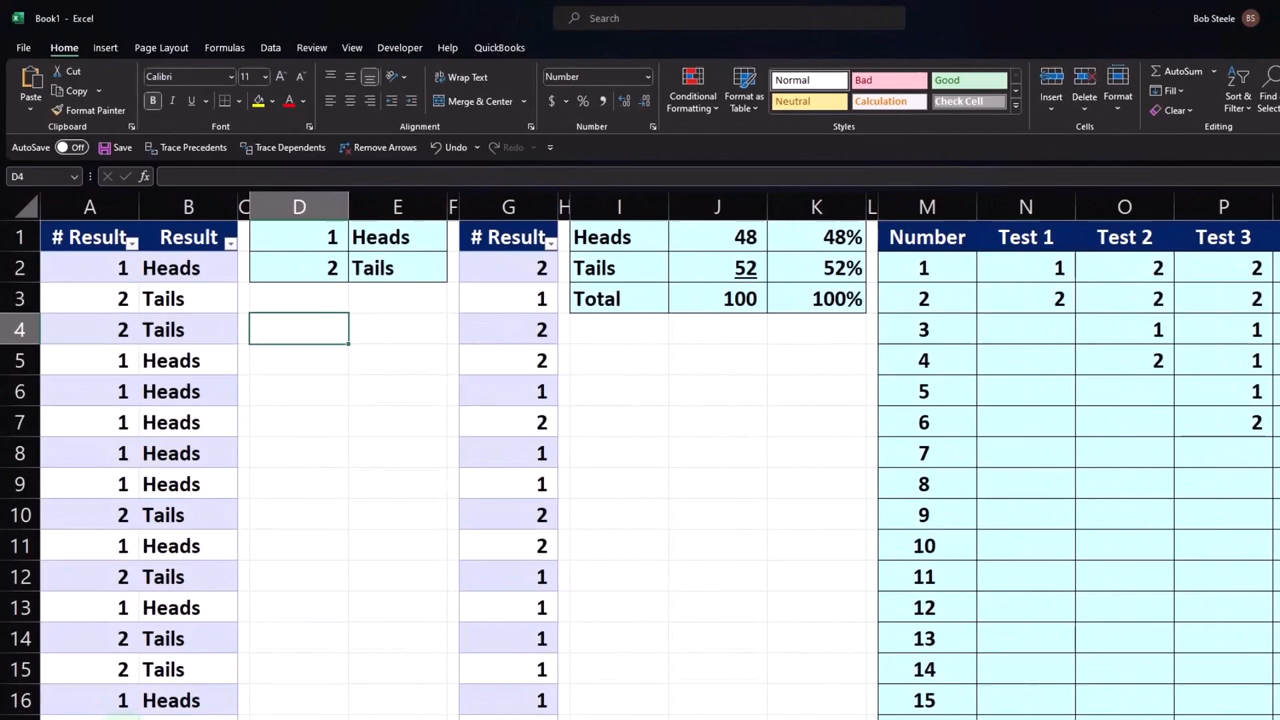 Book1 - Excel
Search
Bob Steele BS
File Home Insert Page Layout Formulas Data Review View Developer Help QuickBooks
Cut
Copy
Format Painter
Paste
Clipboard
Calibri 11
Font
Wrap Text
Merge & Center
Alignment
Number
Number
Conditional Formatting
Format as Table
Normal Bad Good
Neutral Calculation Check Cell
Styles
Insert Delete Format
Cells
AutoSum
Fill
Clear
Sort & Filter
Editing
AutoSave Off Save Trace Precedents Trace Dependents Remove Arrows Undo Redo
D4 fx
A B C D E F G H I J K L M N O P
1 # Result Result 1 Heads # Result Heads 48 48% Number Test 1 Test 2 Test 3
2 1 Heads 2 Tails 2 Tails 52 52% 1 1 2 2
3 2 Tails 1 Total 100 100% 2 2 2 2
4 2 Tails 2 3 1 1
5 1 Heads 2 4 2 1
6 1 Heads 1 5 1
7 1 Heads 2 6 2
8 1 Heads 1 7
9 1 Heads 1 8
10 2 Tails 2 9
11 1 Heads 2 10
12 2 Tails 1 11
13 1 Heads 1 12
14 2 Tails 1 13
15 2 Tails 1 14
16 1 Heads 1 15